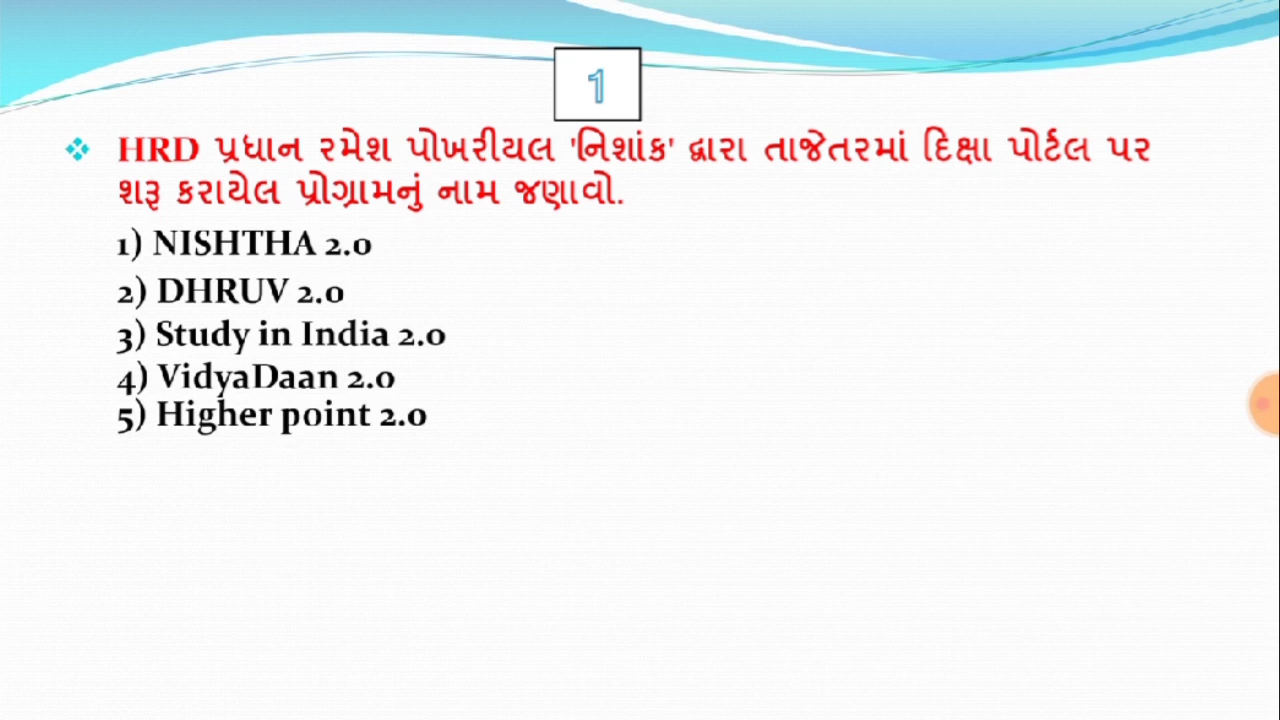 1
❖ HRD પ્રધાન રમેશ પોખરીયલ 'નિશાંક' દ્વારા તાજેતરમાં દિક્ષા પોર્ટલ પર
શરૂ કરાયેલ પ્રોગ્રામનું નામ જણાવો.
1) NISHTHA 2.0
2) DHRUV 2.0
3) Study in India 2.0
4) VidyaDaan 2.0
5) Higher point 2.0